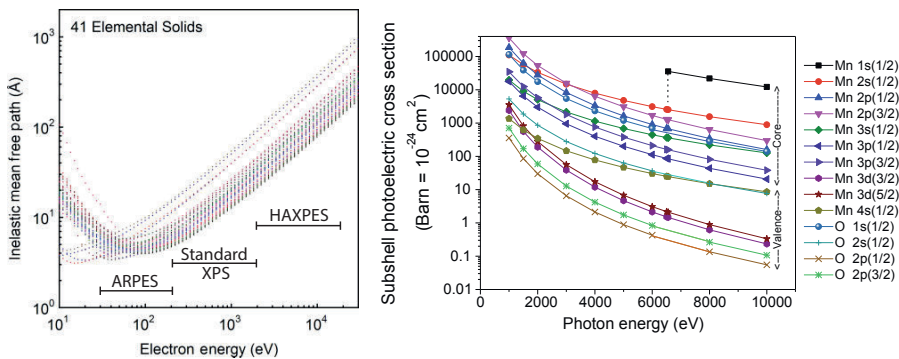 41 Elemental Solids
Inelastic mean free path (Å)
10³
10²
10¹
10⁰
HAXPES
Standard
XPS
ARPES
10¹ 10² 10³ 10⁴
Electron energy (eV)
Subshell photoelectric cross section
(Barn = 10⁻²⁴ cm²)
100000
10000
1000
100
10
1
0.1
0.01
0 2000 4000 6000 8000 10000
Photon energy (eV)
<---Valence---><-----------Core----------->
Mn 1s(1/2)
Mn 2s(1/2)
Mn 2p(1/2)
Mn 2p(3/2)
Mn 3s(1/2)
Mn 3p(1/2)
Mn 3p(3/2)
Mn 3d(3/2)
Mn 3d(5/2)
Mn 4s(1/2)
O 1s(1/2)
O 2s(1/2)
O 2p(1/2)
O 2p(3/2)